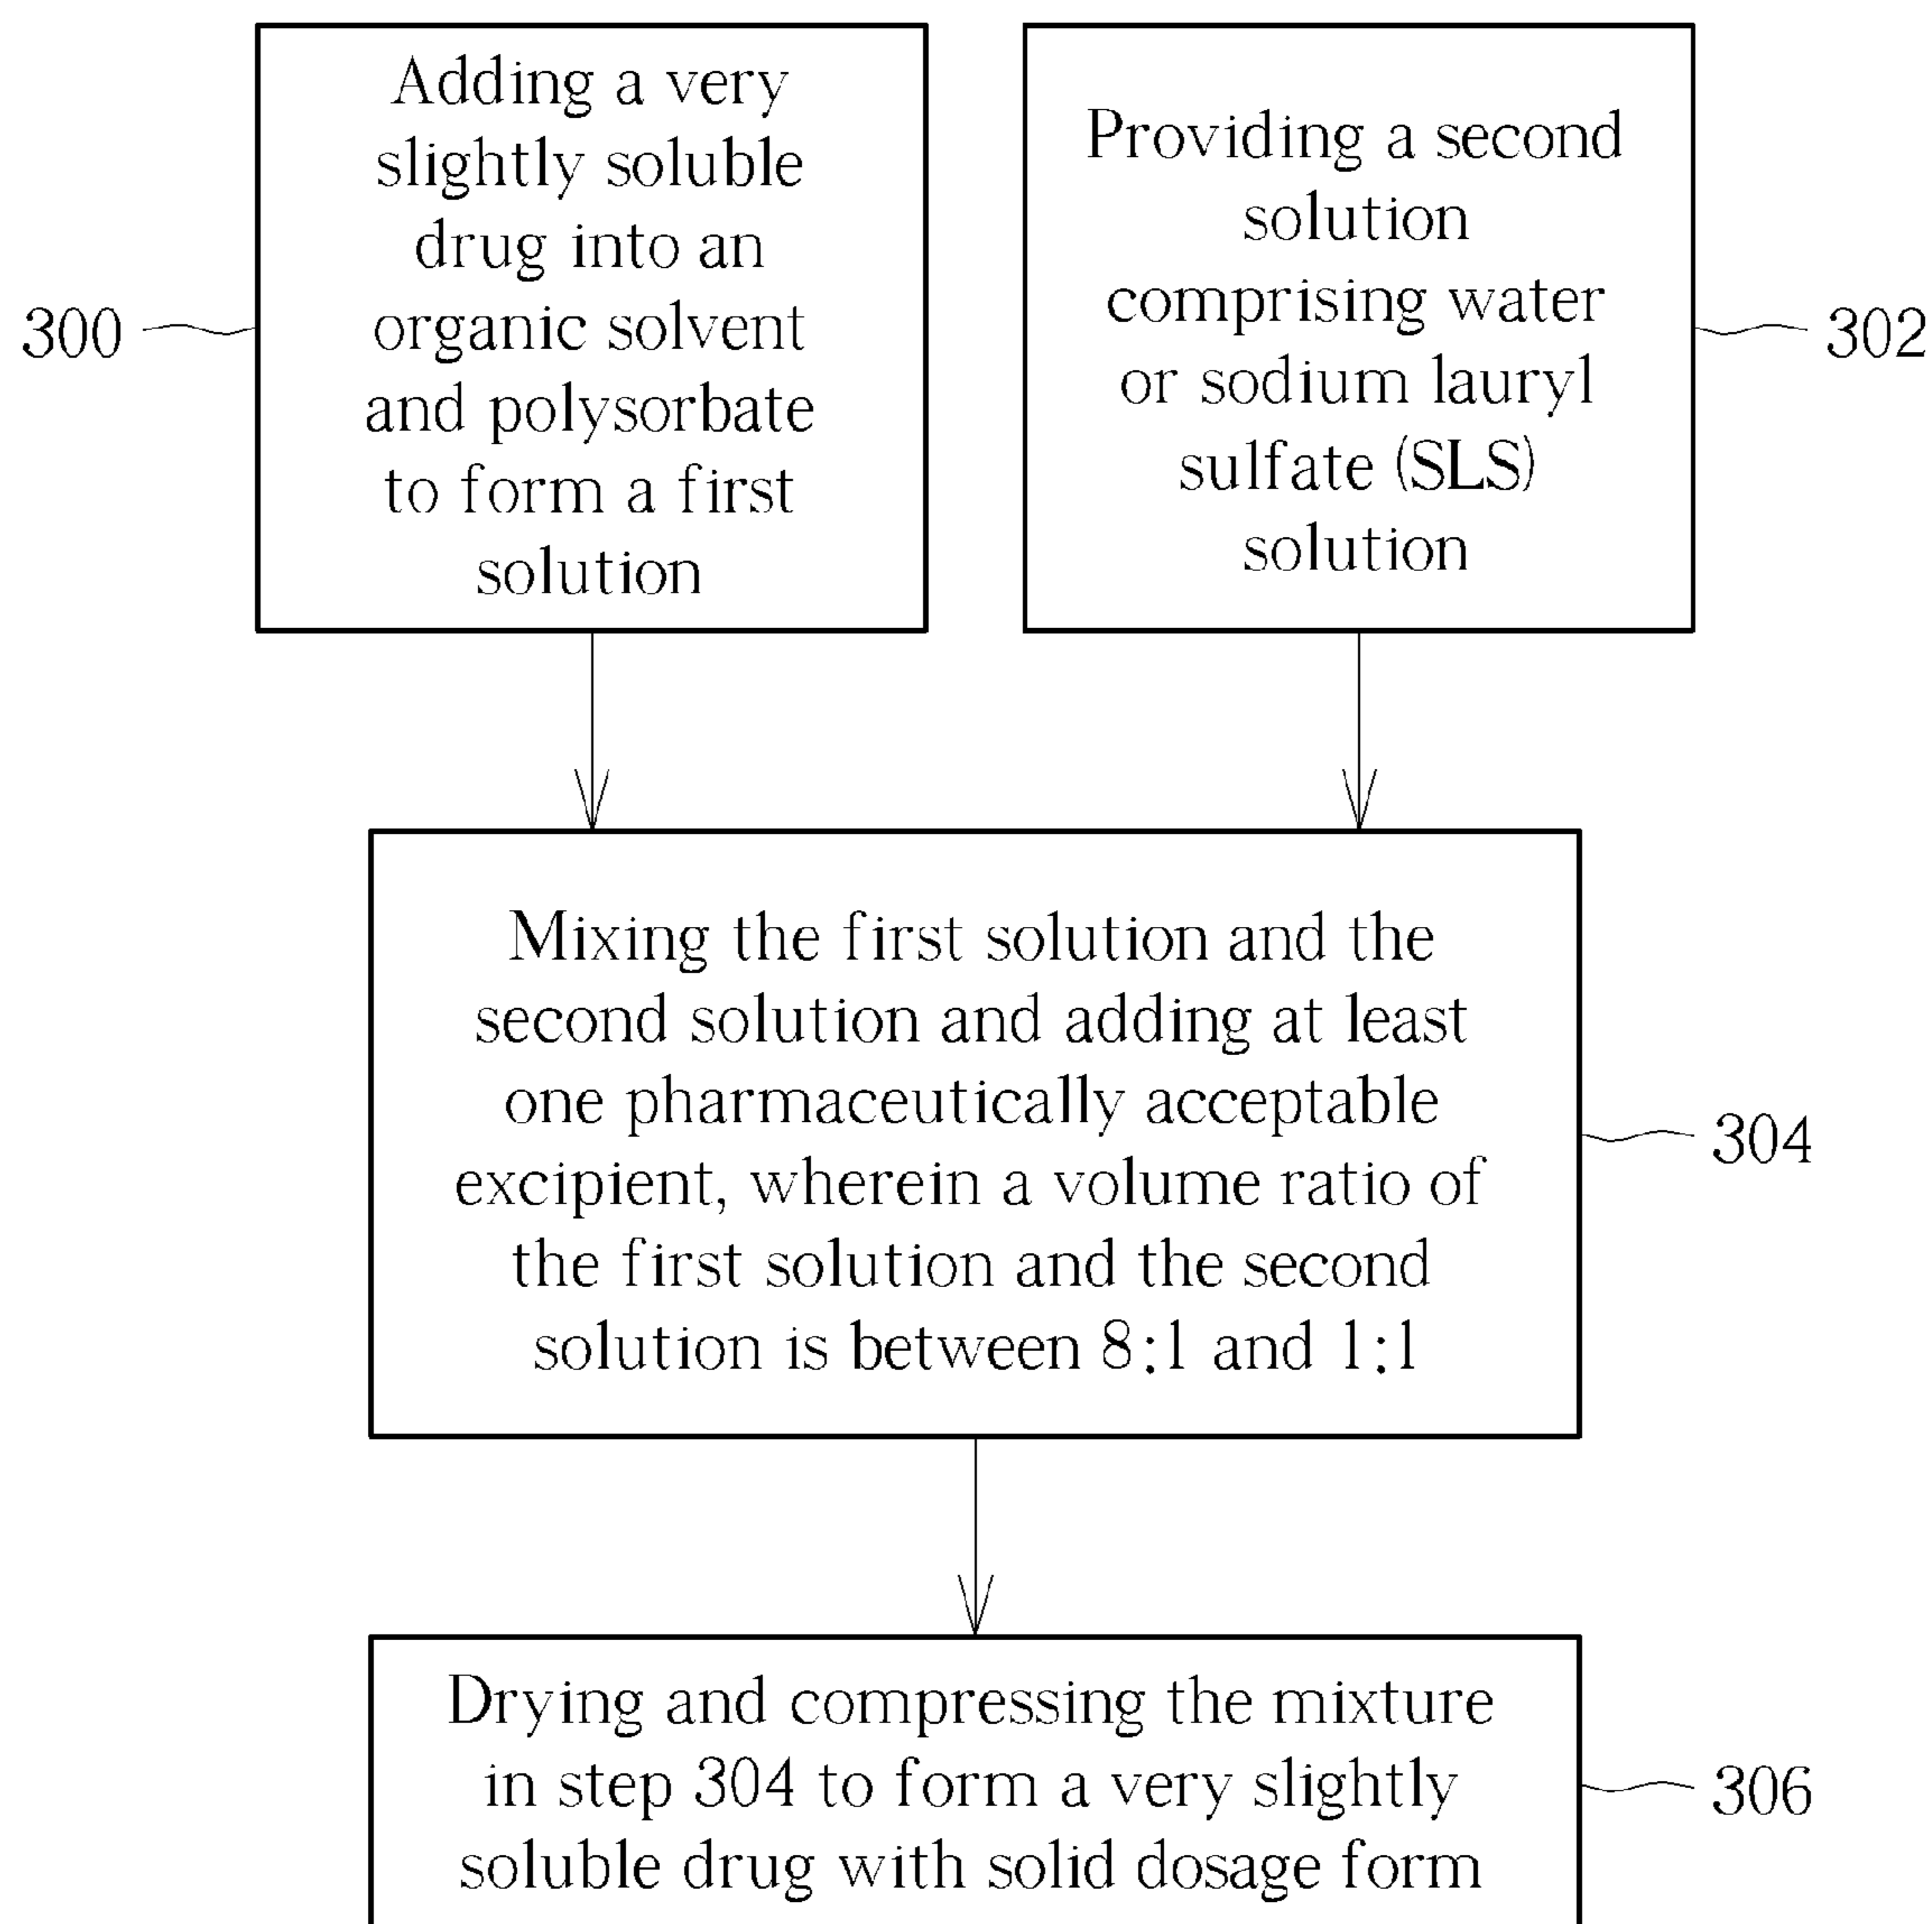 Adding a very
slightly soluble
drug into an
organic solvent
and polysorbate
to form a first
solution
300
Providing a second
solution
comprising water
or sodium lauryl
sulfate (SLS)
solution
302
Mixing the first solution and the
second solution and adding at least
one pharmaceutically acceptable
excipient, wherein a volume ratio of
the first solution and the second
solution is between 8:1 and 1:1
304
Drying and compressing the mixture
in step 304 to form a very slightly
soluble drug with solid dosage form
306